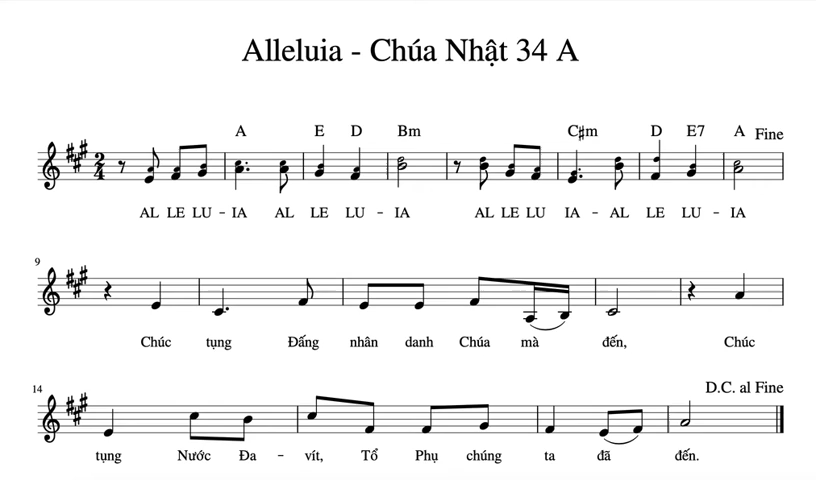 Alleluia - Chúa Nhật 34 A
A E D Bm C♯m D E7 A Fine
2
4
AL LE LU - IA AL LE LU - IA AL LE LU IA - AL LE LU - IA
9
Chúc tụng Đấng nhân danh Chúa mà đến, Chúc
14
D.C. al Fine
tụng Nước Đa - vít, Tổ Phụ chúng ta đã đến.